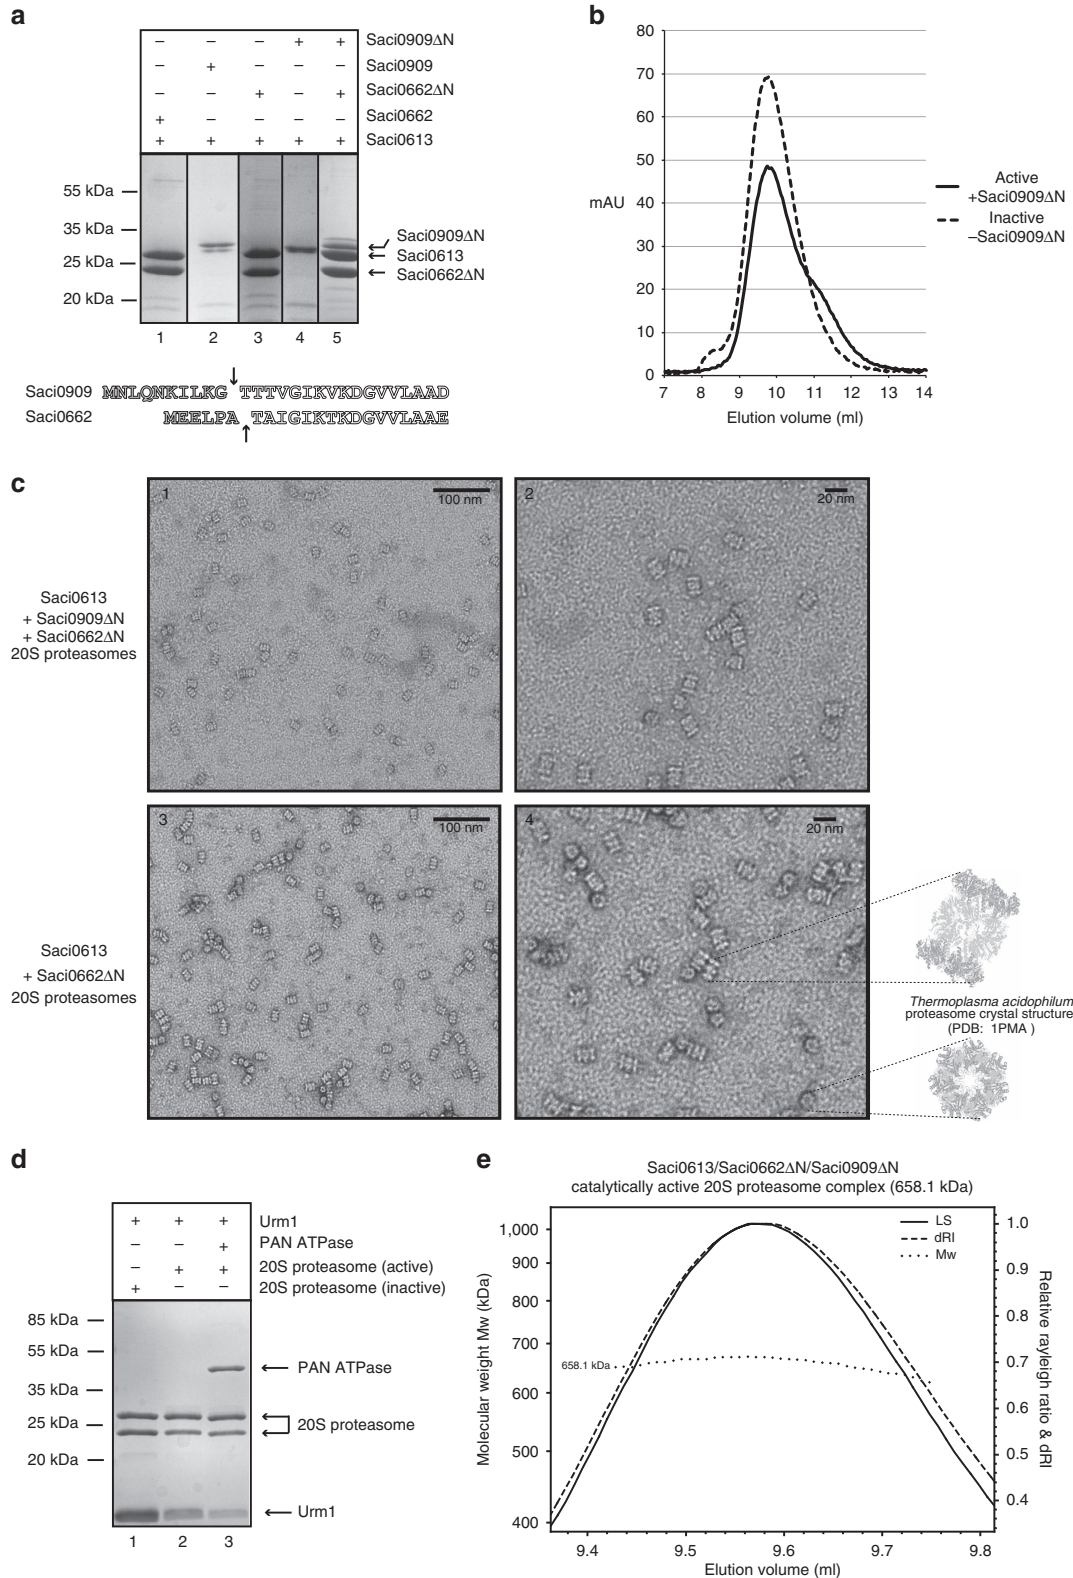 a
– – – + + Saci0909ΔN
– + – – – Saci0909
– – + – + Saci0662ΔN
+ – – – – Saci0662
+ + + + + Saci0613
55 kDa
35 kDa
25 kDa
20 kDa
Saci0909ΔN
Saci0613
Saci0662ΔN
1 2 3 4 5
Saci0909 MNLQNKILKG TTTVGIKVKDGVVLAAD
Saci0662 MEELPA TAIGIKTKDGVVLAAE
b
80
70
60
50
40
30
20
10
0
mAU
7 8 9 10 11 12 13 14
Elution volume (ml)
Active
+Saci0909ΔN
Inactive
–Saci0909ΔN
c
1
100 nm
2
20 nm
Saci0613
+ Saci0909ΔN
+ Saci0662ΔN
20S proteasomes
3
100 nm
4
20 nm
Saci0613
+ Saci0662ΔN
20S proteasomes
Thermoplasma acidophilum
proteasome crystal structure
(PDB: 1PMA )
d
+ + + Urm1
– – + PAN ATPase
– + + 20S proteasome (active)
+ – – 20S proteasome (inactive)
85 kDa
55 kDa
35 kDa
25 kDa
20 kDa
PAN ATPase
20S proteasome
Urm1
1 2 3
e
Saci0613/Saci0662ΔN/Saci0909ΔN
catalytically active 20S proteasome complex (658.1 kDa)
Molecular weight Mw (kDa)
1,000
900
800
700
600
500
400
658.1 kDa
LS
dRI
Mw
1.0
0.9
0.8
0.7
0.6
0.5
0.4
Relative rayleigh ratio & dRI
9.4 9.5 9.6 9.7 9.8
Elution volume (ml)